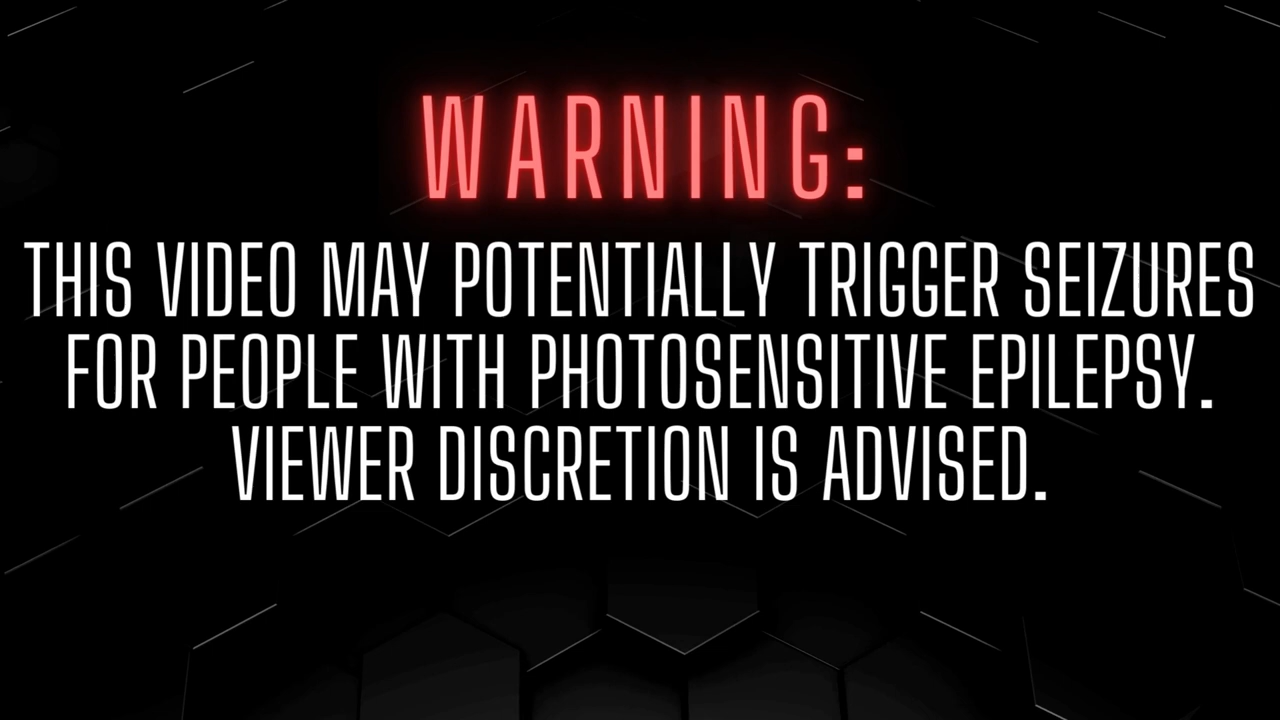 WARNING:
THIS VIDEO MAY POTENTIALLY TRIGGER SEIZURES
FOR PEOPLE WITH PHOTOSENSITIVE EPILEPSY.
VIEWER DISCRETION IS ADVISED.